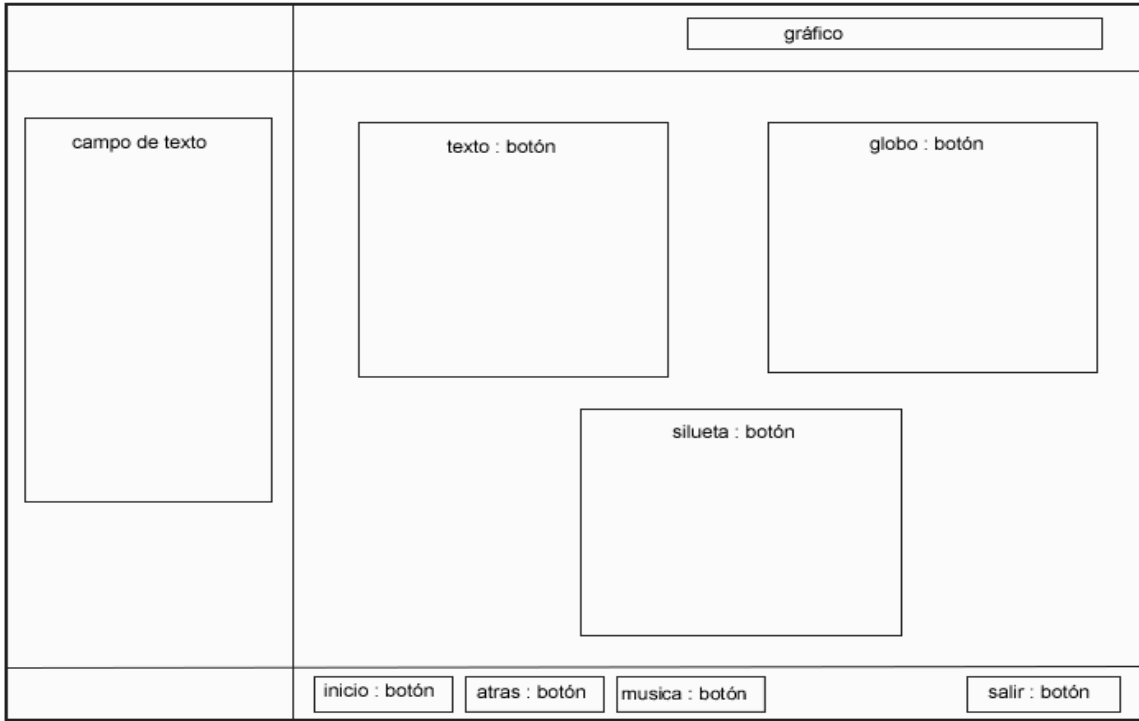 gráfico
campo de texto
texto : botón
globo : botón
silueta : botón
inicio : botón
atras : botón
musica : botón
salir : botón